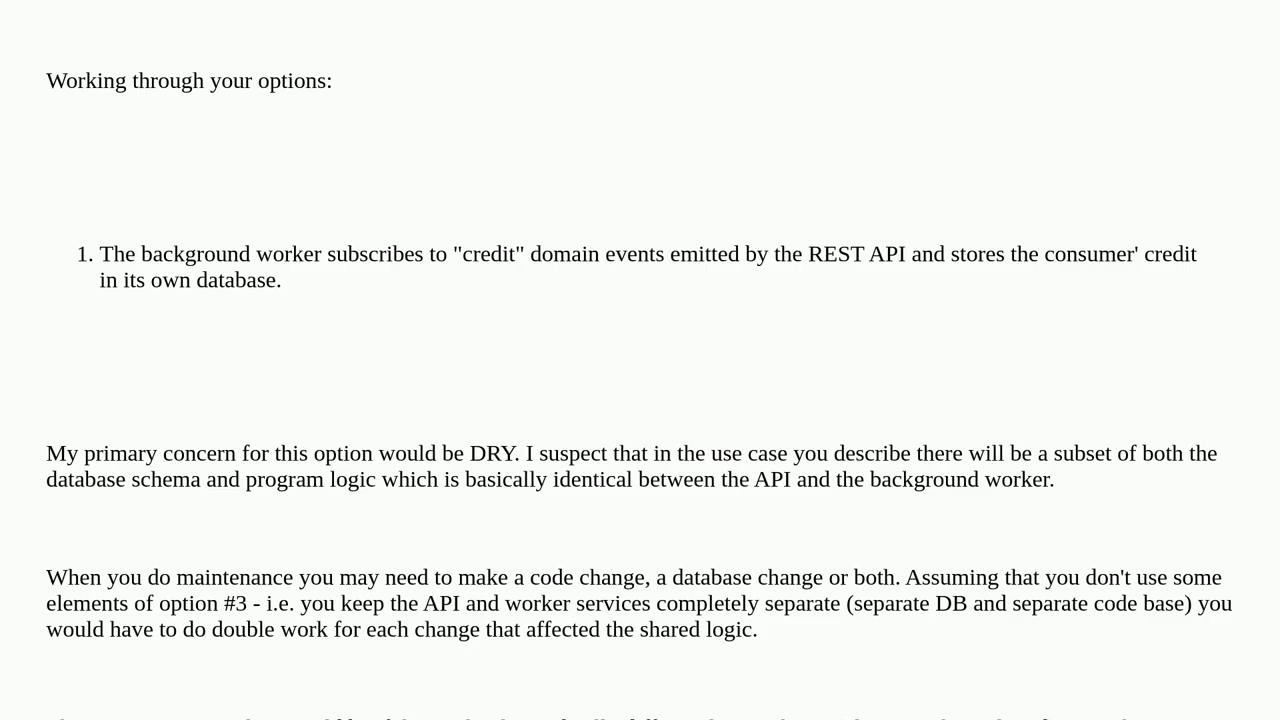 Working through your options:
1. The background worker subscribes to "credit" domain events emitted by the REST API and stores the consumer' credit
in its own database.
My primary concern for this option would be DRY. I suspect that in the use case you describe there will be a subset of both the
database schema and program logic which is basically identical between the API and the background worker.
When you do maintenance you may need to make a code change, a database change or both. Assuming that you don't use some
elements of option #3 - i.e. you keep the API and worker services completely separate (separate DB and separate code base) you
would have to do double work for each change that affected the shared logic.